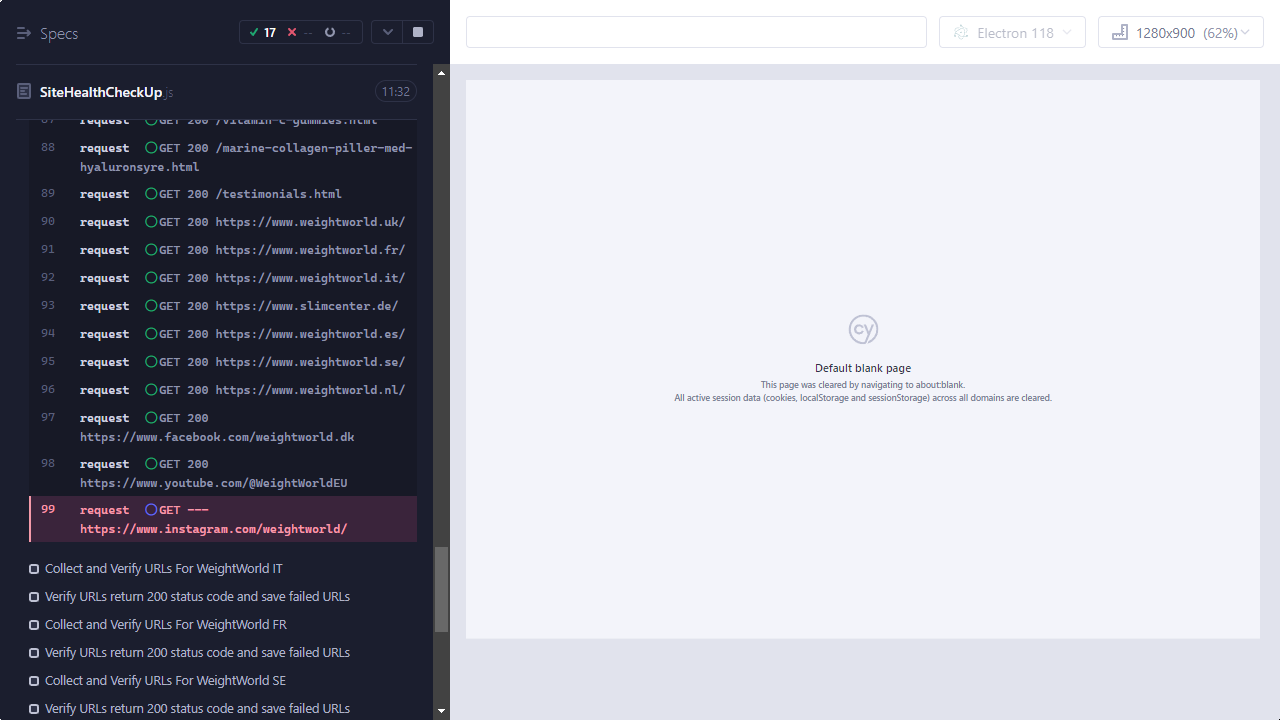 Specs
17
--
--
Electron 118
1280x900 (62%)
SiteHealthCheckUp.js
11:32
87 request GET 200 /vitamin-c-gummies.html
88 request GET 200 /marine-collagen-piller-med-
hyaluronsyre.html
89 request GET 200 /testimonials.html
90 request GET 200 https://www.weightworld.uk/
91 request GET 200 https://www.weightworld.fr/
92 request GET 200 https://www.weightworld.it/
93 request GET 200 https://www.slimcenter.de/
94 request GET 200 https://www.weightworld.es/
95 request GET 200 https://www.weightworld.se/
96 request GET 200 https://www.weightworld.nl/
97 request GET 200
https://www.facebook.com/weightworld.dk
98 request GET 200
https://www.youtube.com/@WeightWorldEU
99 request GET ---
https://www.instagram.com/weightworld/
Collect and Verify URLs For WeightWorld IT
Verify URLs return 200 status code and save failed URLs
Collect and Verify URLs For WeightWorld FR
Verify URLs return 200 status code and save failed URLs
Collect and Verify URLs For WeightWorld SE
Verify URLs return 200 status code and save failed URLs
cy
Default blank page
This page was cleared by navigating to about:blank.
All active session data (cookies, localStorage and sessionStorage) across all domains are cleared.